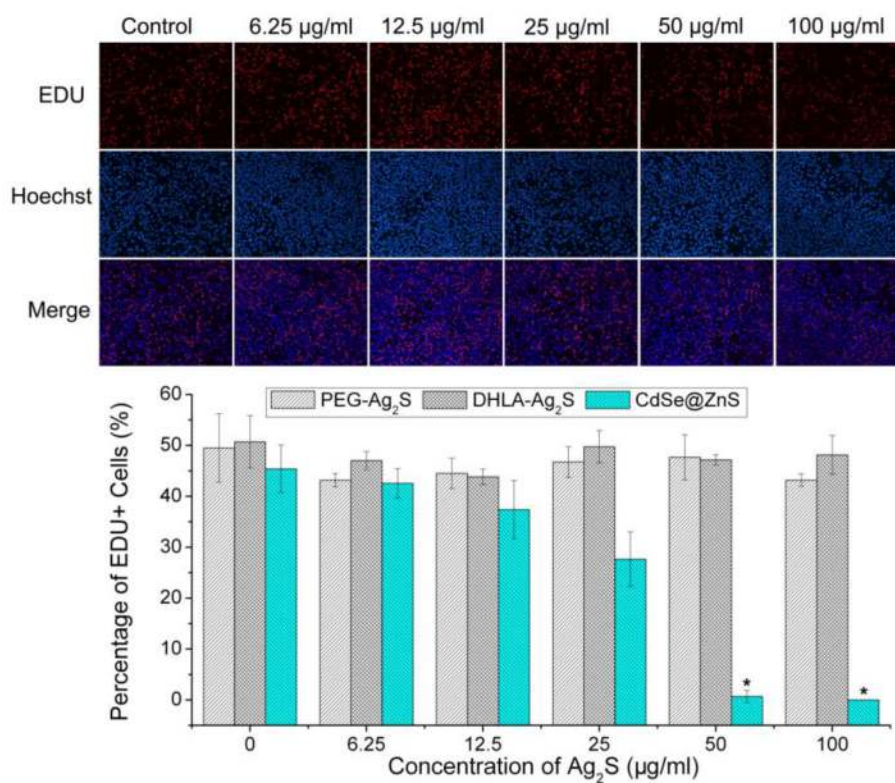 Control 6.25 µg/ml 12.5 µg/ml 25 µg/ml 50 µg/ml 100 µg/ml
EDU
Hoechst
Merge
60
50
40
30
20
10
0
Percentage of EDU+ Cells (%)
PEG-Ag₂S DHLA-Ag₂S CdSe@ZnS
* *
0 6.25 12.5 25 50 100
Concentration of Ag₂S (µg/ml)